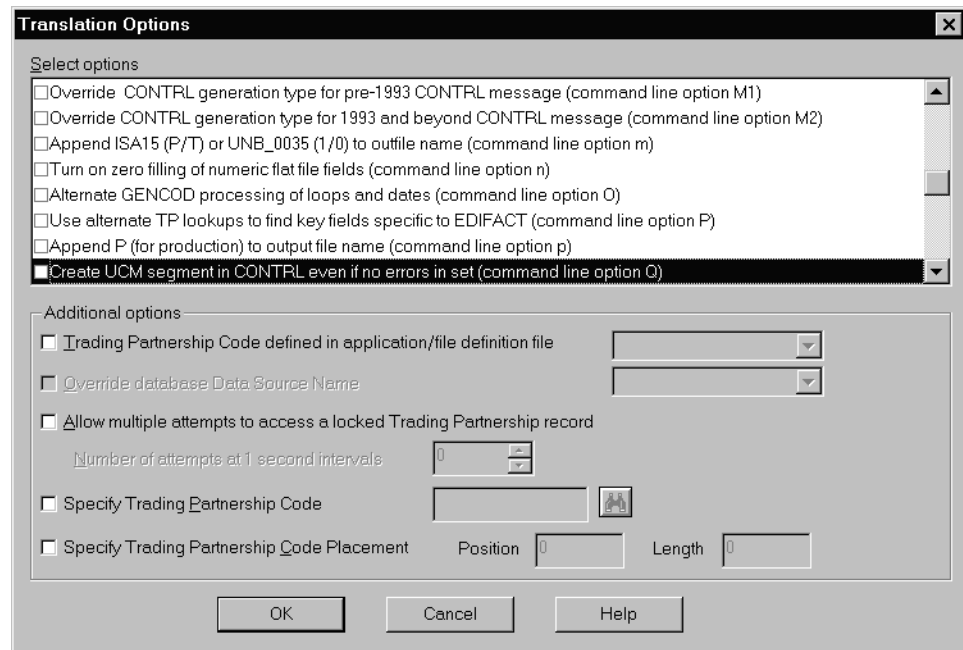 Translation Options
Select options
Override CONTRL generation type for pre-1993 CONTRL message (command line option M1)
Override CONTRL generation type for 1993 and beyond CONTRL message (command line option M2)
Append ISA15 (P/T) or UNB_0035 (1/0) to outfile name (command line option m)
Turn on zero filling of numeric flat file fields (command line option n)
Alternate GENCOD processing of loops and dates (command line option O)
Use alternate TP lookups to find key fields specific to EDIFACT (command line option P)
Append P (for production) to output file name (command line option p)
Create UCM segment in CONTRL even if no errors in set (command line option Q)
Additional options
Trading Partnership Code defined in application/file definition file
Override database Data Source Name
Allow multiple attempts to access a locked Trading Partnership record
Number of attempts at 1 second intervals 0
Specify Trading Partnership Code
Specify Trading Partnership Code Placement Position 0 Length 0
OK Cancel Help